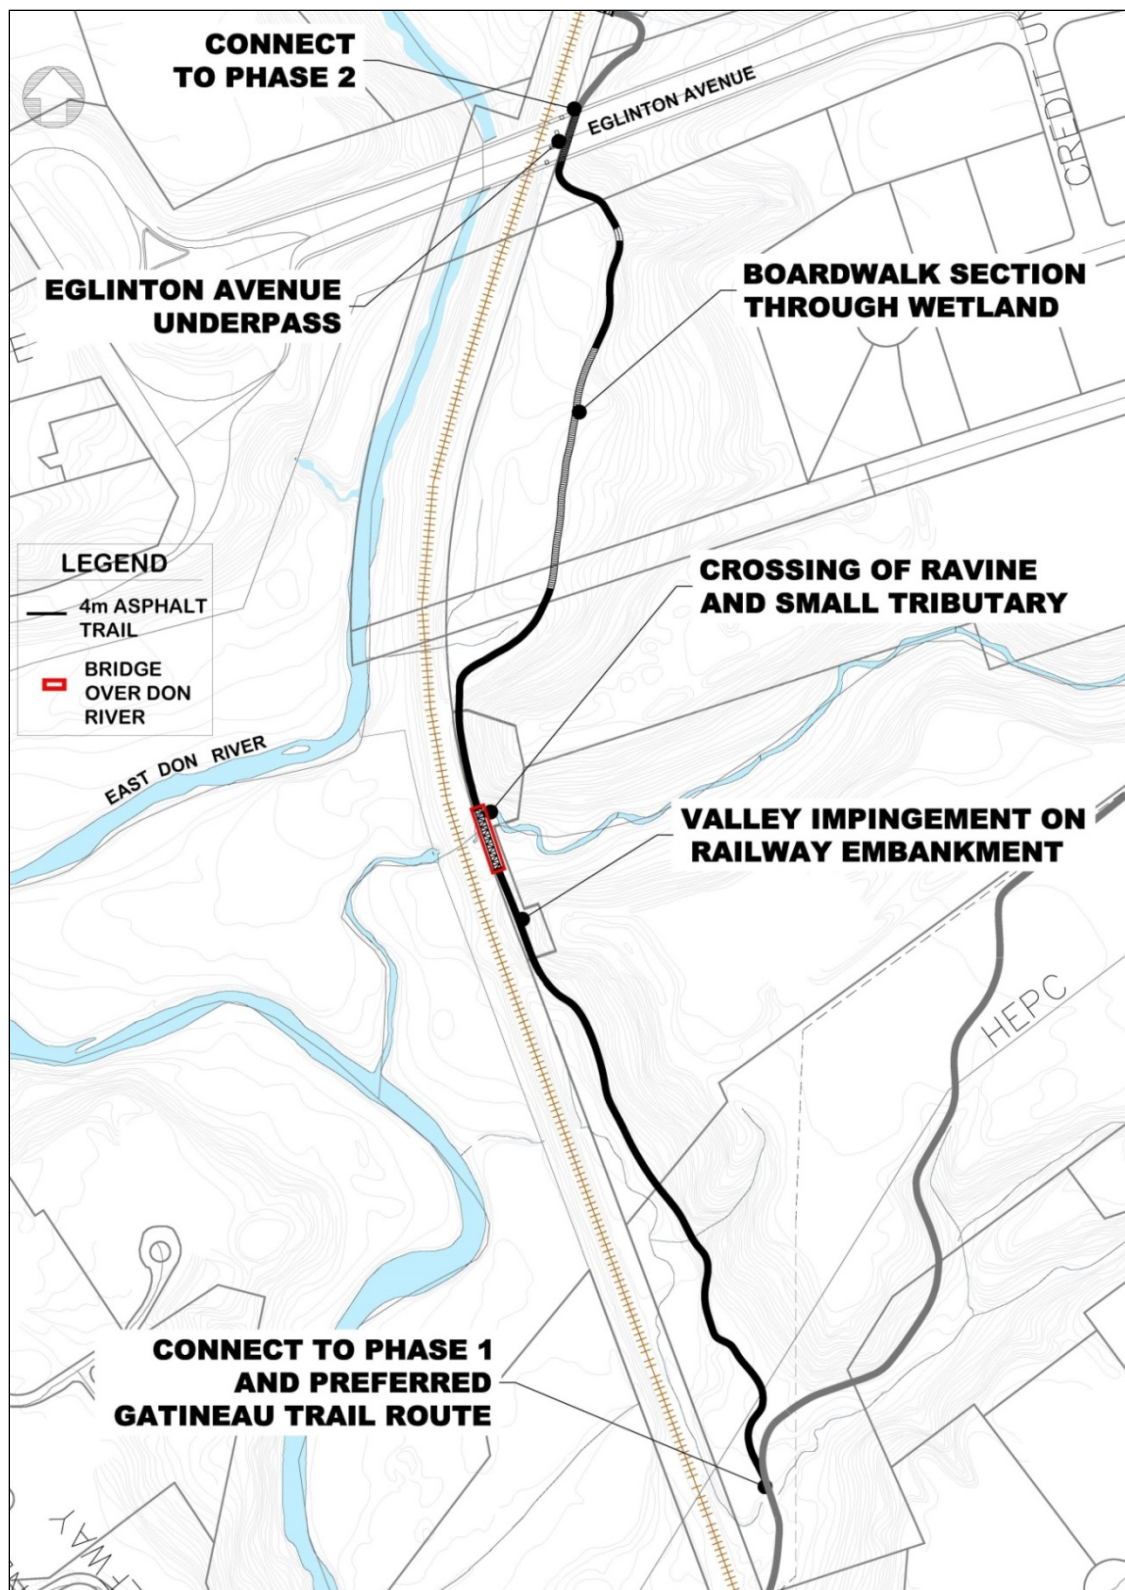 CONNECT
TO PHASE 2
EGLINTON AVENUE
CREDIT UN
EGLINTON AVENUE
UNDERPASS
BOARDWALK SECTION
THROUGH WETLAND
E
LEGEND
4m ASPHALT
TRAIL
BRIDGE
OVER DON
RIVER
CROSSING OF RAVINE
AND SMALL TRIBUTARY
EAST DON RIVER
VALLEY IMPINGEMENT ON
RAILWAY EMBANKMENT
HEPC
CONNECT TO PHASE 1
AND PREFERRED
GATINEAU TRAIL ROUTE
WAY